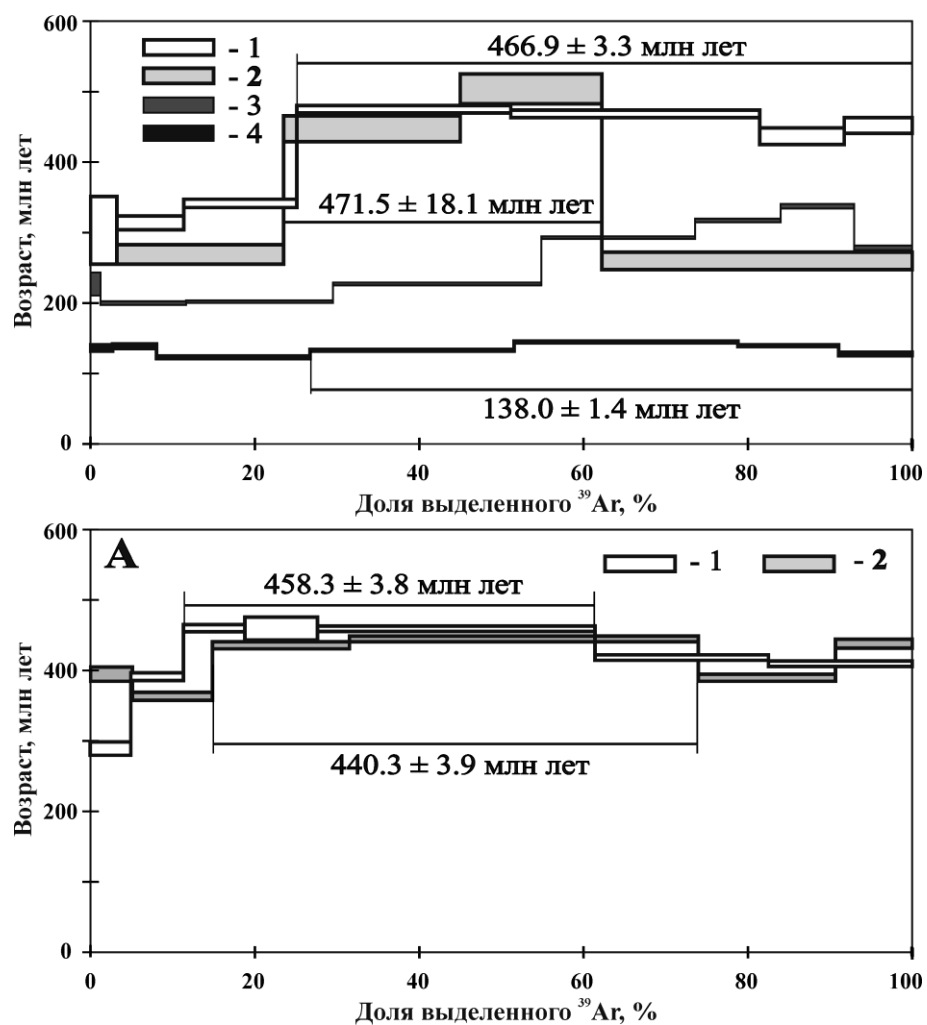 600
400
200
0
Возраст, млн лет
- 1
- 2
- 3
- 4
466.9 ± 3.3 млн лет
471.5 ± 18.1 млн лет
138.0 ± 1.4 млн лет
0 20 40 60 80 100
Доля выделенного ³⁹Ar, %
600
400
200
0
Возраст, млн лет
А
- 1 - 2
458.3 ± 3.8 млн лет
440.3 ± 3.9 млн лет
0 20 40 60 80 100
Доля выделенного ³⁹Ar, %